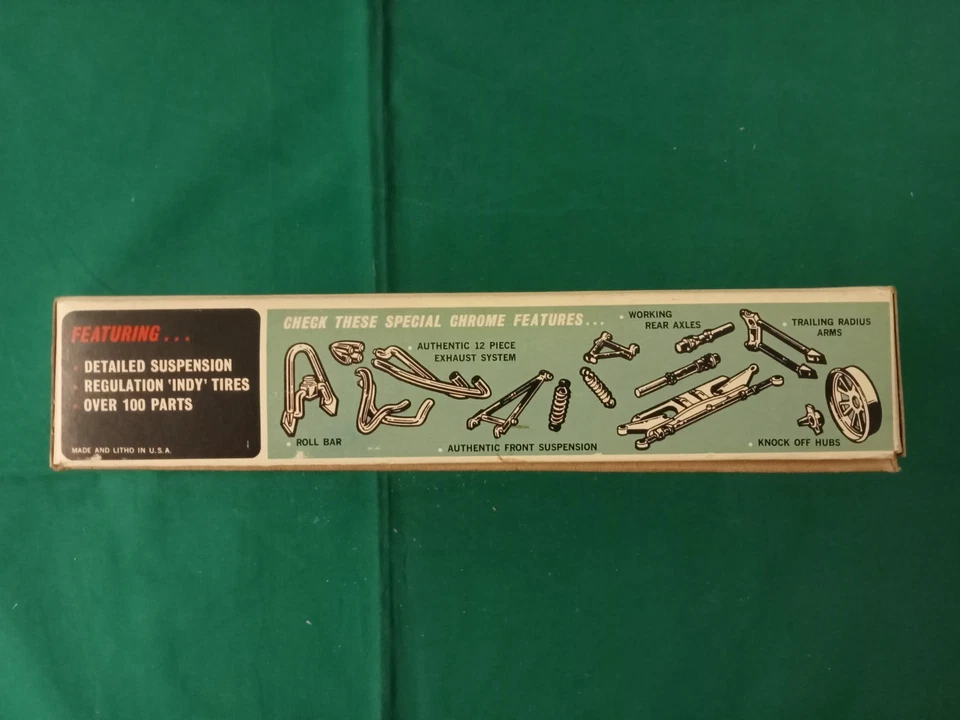 FEATURING...
DETAILED SUSPENSION
REGULATION 'INDY' TIRES
OVER 100 PARTS
MADE AND LITHO IN U.S.A.
CHECK THESE SPECIAL CHROME FEATURES...
ROLL BAR
AUTHENTIC 12 PIECE
EXHAUST SYSTEM
AUTHENTIC FRONT SUSPENSION
WORKING
REAR AXLES
TRAILING RADIUS
ARMS
KNOCK OFF HUBS